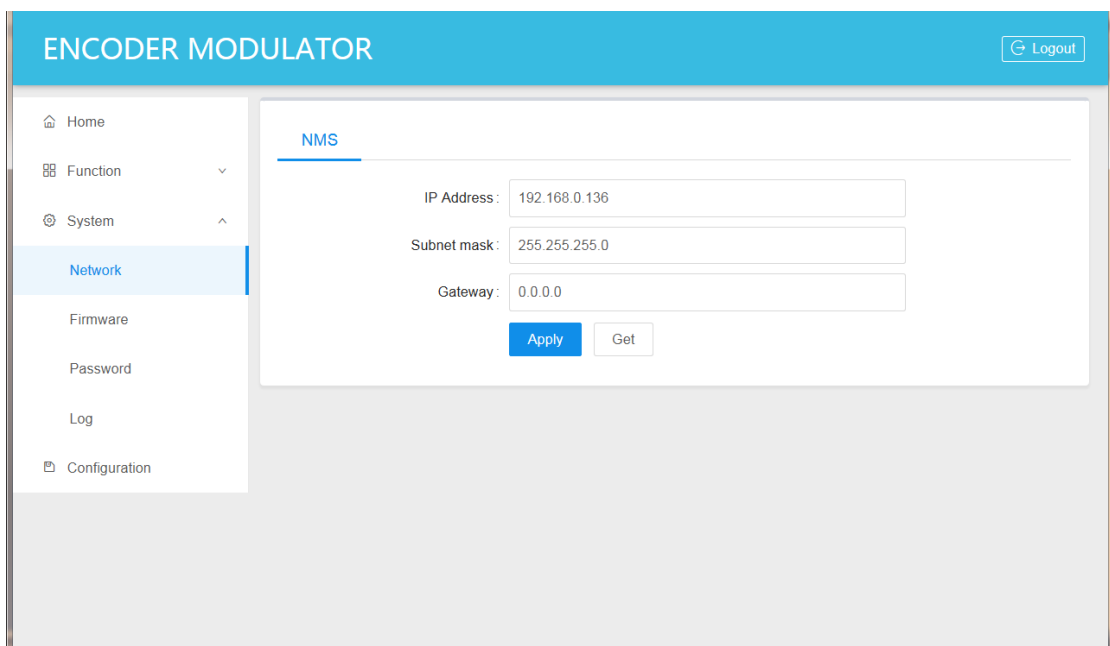 ENCODER MODULATOR
Logout
Home
Function
System
Network
Firmware
Password
Log
Configuration
NMS
IP Address : 192.168.0.136
Subnet mask : 255.255.255.0
Gateway : 0.0.0.0
Apply Get